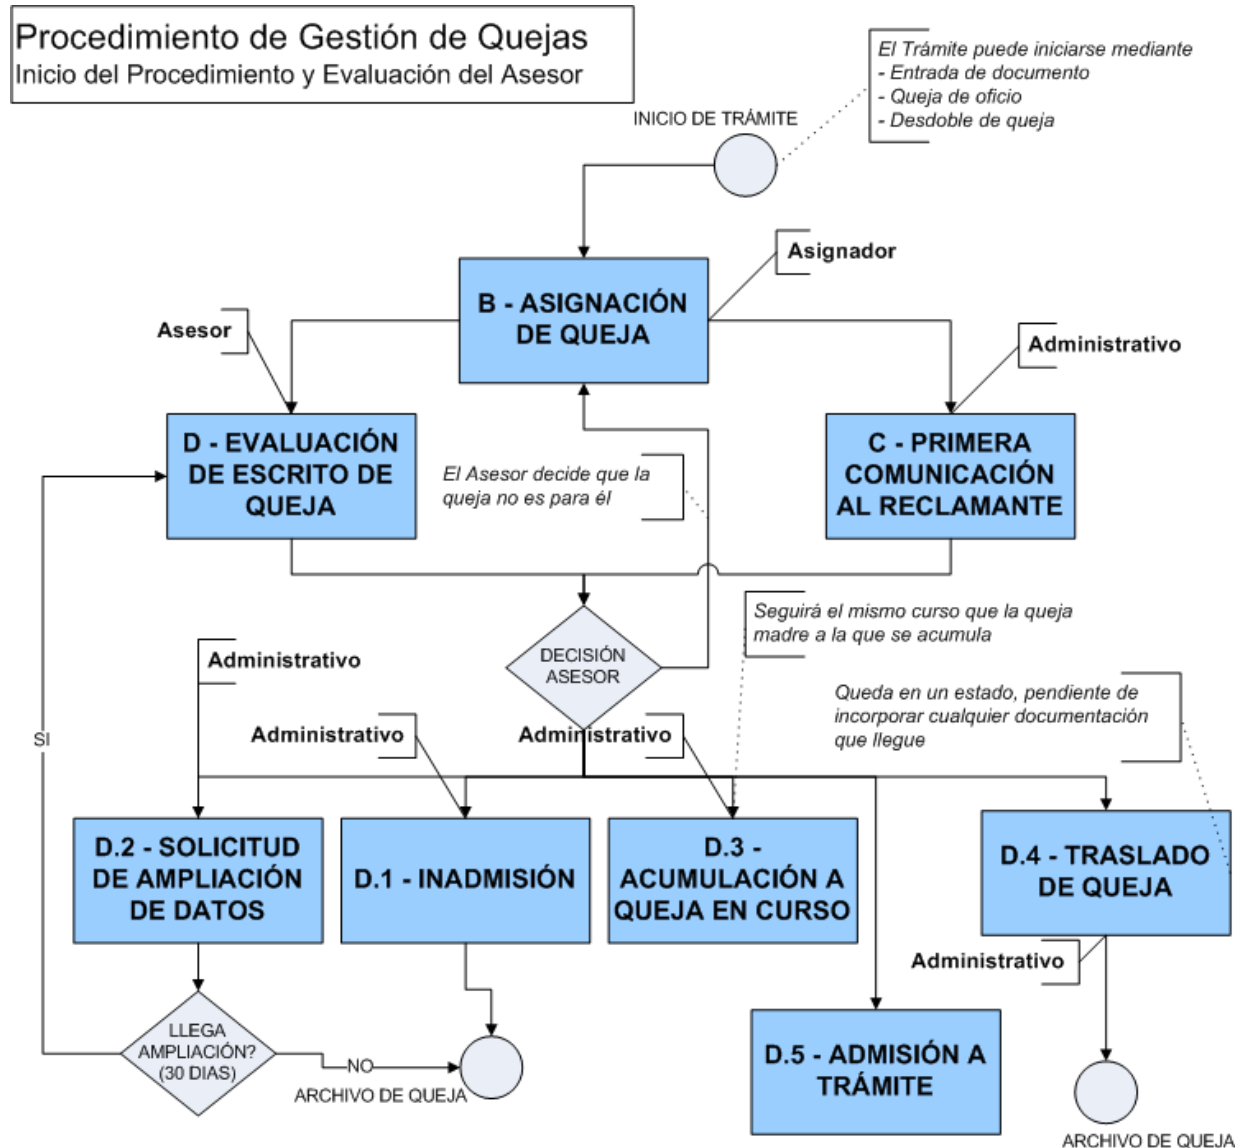 Procedimiento de Gestión de Quejas
Inicio del Procedimiento y Evaluación del Asesor
El Trámite puede iniciarse mediante
- Entrada de documento
- Queja de oficio
- Desdoble de queja
INICIO DE TRÁMITE
Asignador
B - ASIGNACIÓN
DE QUEJA
Asesor
Administrativo
D - EVALUACIÓN
DE ESCRITO DE
QUEJA
El Asesor decide que la
queja no es para él
C - PRIMERA
COMUNICACIÓN
AL RECLAMANTE
Seguirá el mismo curso que la queja
madre a la que se acumula
DECISIÓN
ASESOR
Administrativo
Queda en un estado, pendiente de
incorporar cualquier documentación
que llegue
SI
Administrativo
Administrativo
D.2 - SOLICITUD
DE AMPLIACIÓN
DE DATOS
D.1 - INADMISIÓN
D.3 -
ACUMULACIÓN A
QUEJA EN CURSO
D.4 - TRASLADO
DE QUEJA
Administrativo
LLEGA
AMPLIACIÓN?
(30 DIAS)
NO
ARCHIVO DE QUEJA
D.5 - ADMISIÓN A
TRÁMITE
ARCHIVO DE QUEJA